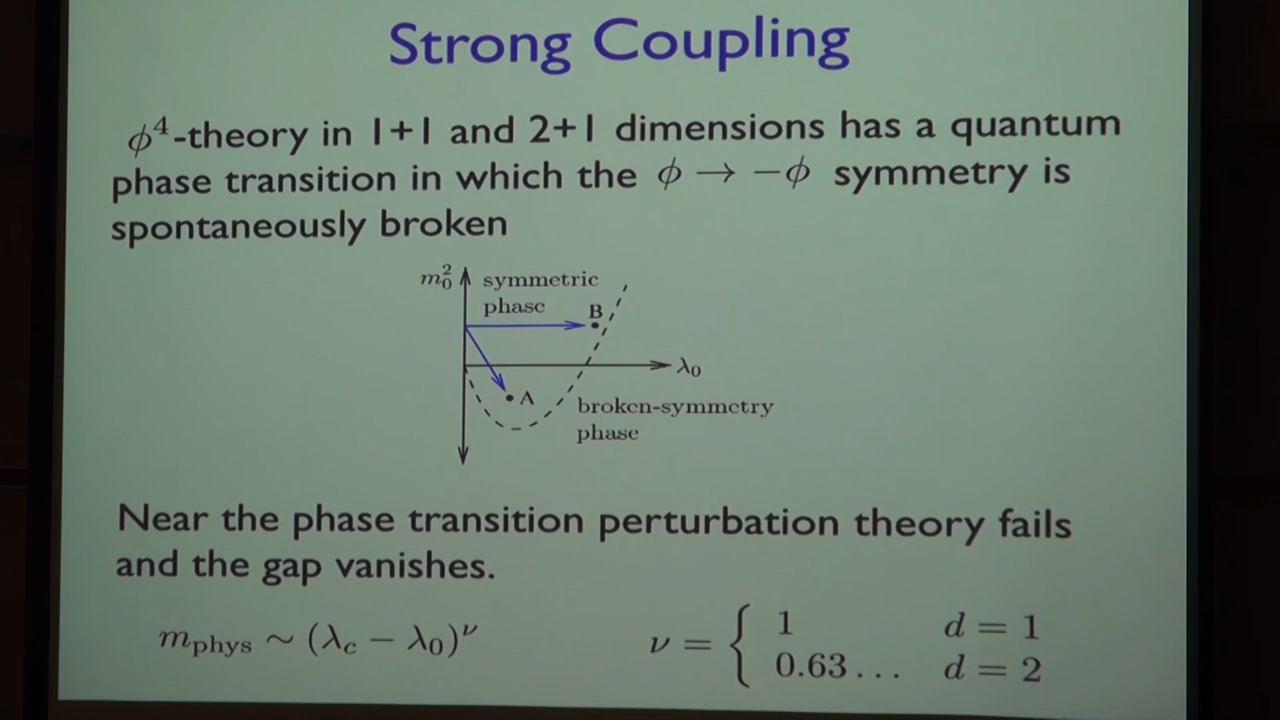 Strong Coupling
ϕ⁴-theory in 1+1 and 2+1 dimensions has a quantum
phase transition in which the ϕ → −ϕ symmetry is
spontaneously broken
m₀² symmetric
phase
B
λ₀
A
broken-symmetry
phase
Near the phase transition perturbation theory fails
and the gap vanishes.
m_phys ∼ (λ_c − λ₀)^ν
ν = { 1 d = 1
0.63... d = 2